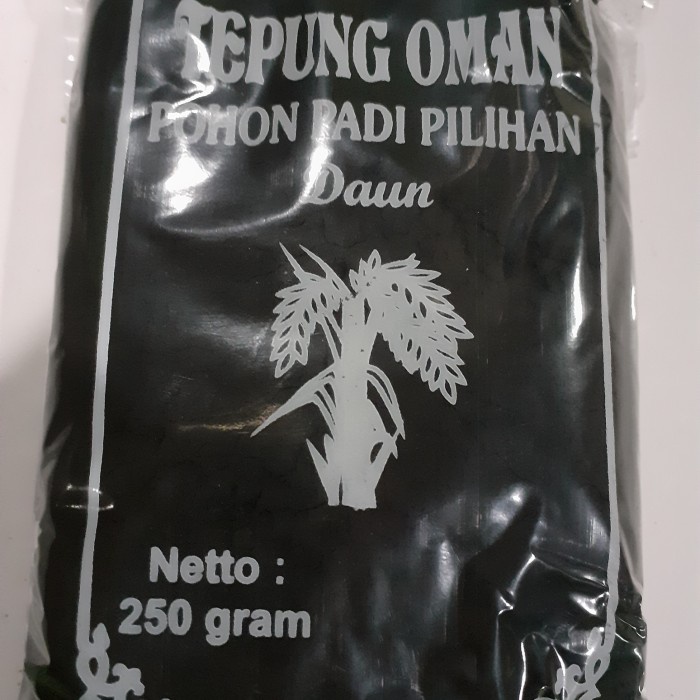 TEPUNG OMAN
POHON PADI PILIHAN
Daun
Netto :
250 gram